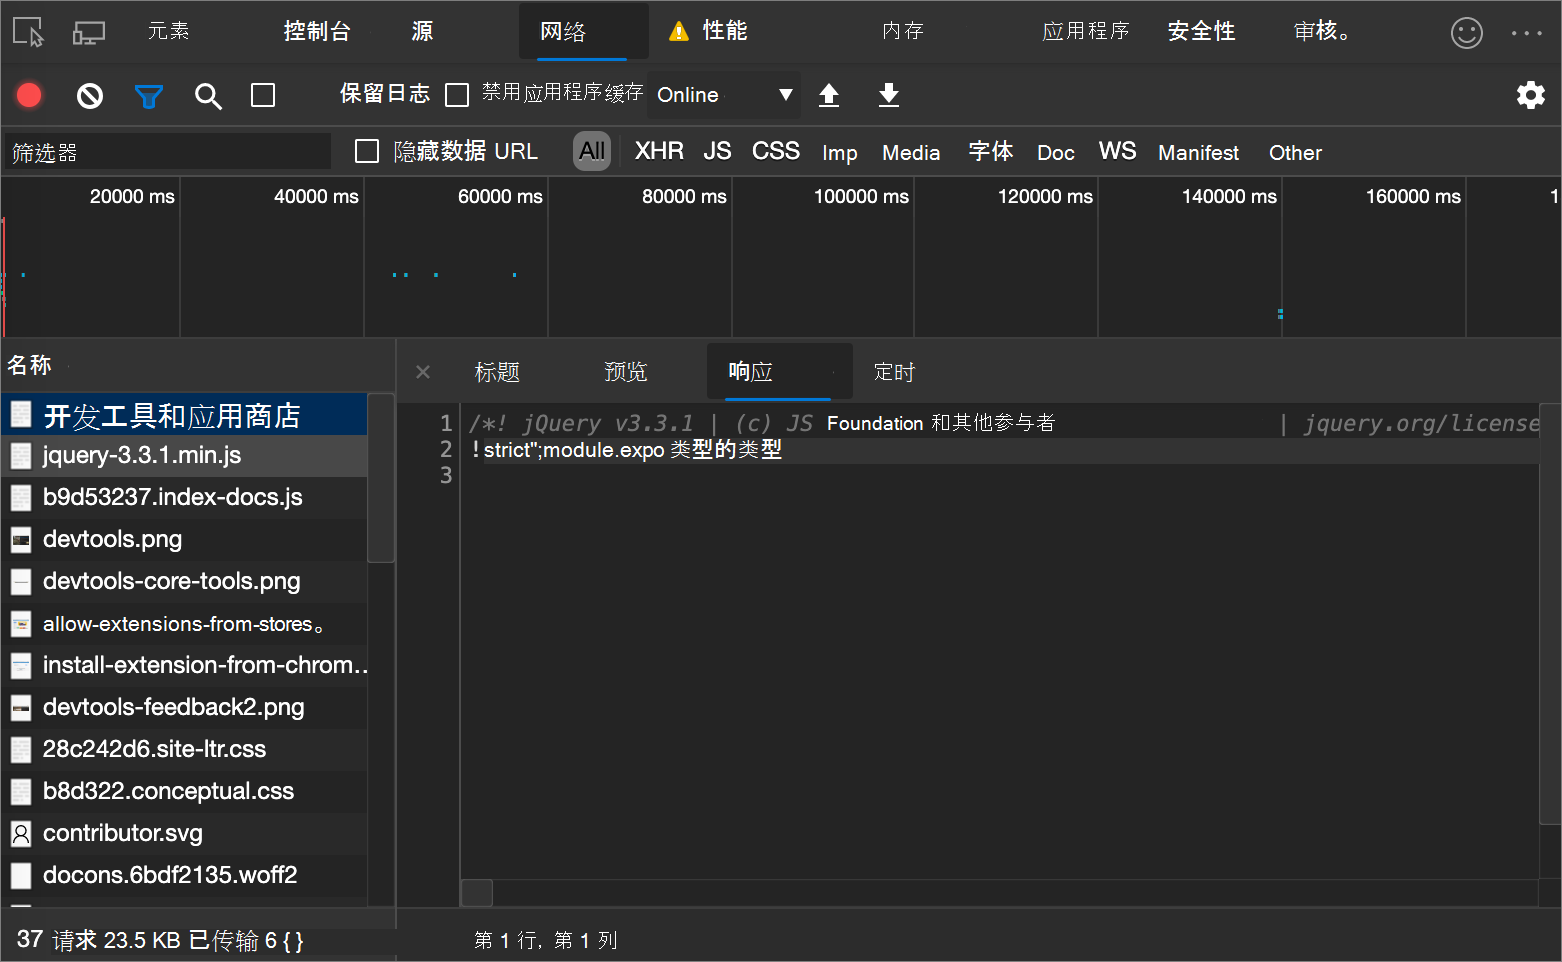 元素 控制台 源 网络 性能 内存 应用程序 安全性 审核。
保留日志 禁用应用程序缓存 Online
筛选器 隐藏数据 URL All XHR JS CSS Imp Media 字体 Doc WS Manifest Other
20000 ms 40000 ms 60000 ms 80000 ms 100000 ms 120000 ms 140000 ms 160000 ms 1
名称
开发工具和应用商店
jquery-3.3.1.min.js
b9d53237.index-docs.js
devtools.png
devtools-core-tools.png
allow-extensions-from-stores。
install-extension-from-chrom..
devtools-feedback2.png
28c242d6.site-ltr.css
b8d322.conceptual.css
contributor.svg
docons.6bdf2135.woff2
37 请求 23.5 KB 已传输 6 { }
标题 预览 响应 定时
1 /*! jQuery v3.3.1 | (c) JS Foundation 和其他参与者 | jquery.org/license
2 !strict";module.expo 类型的类型
3
第 1 行, 第 1 列